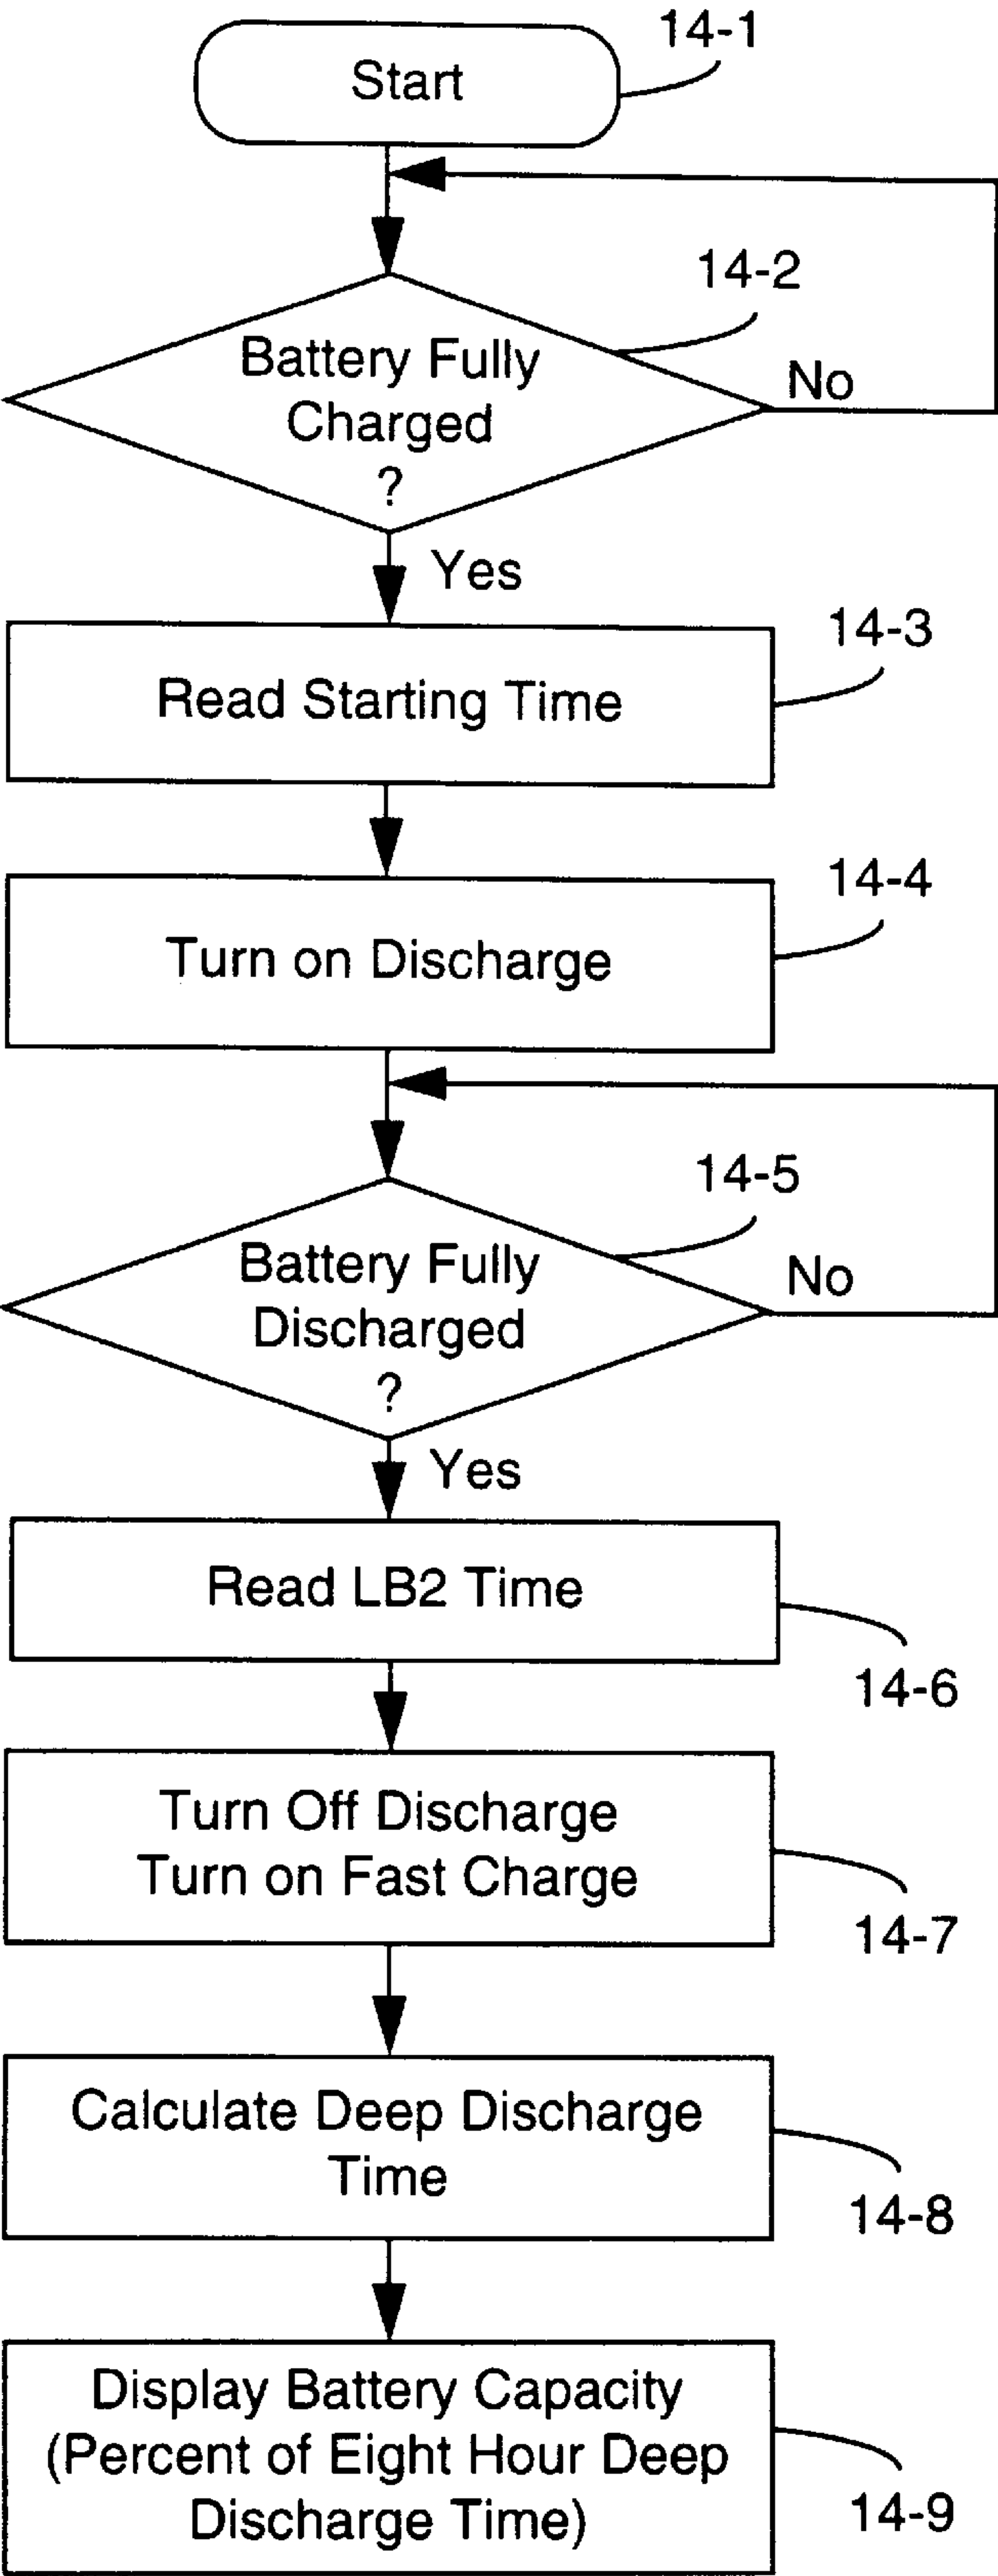 Start
14-1
14-2
Battery Fully
Charged
?
No
Yes
14-3
Read Starting Time
14-4
Turn on Discharge
14-5
Battery Fully
Discharged
?
No
Yes
Read LB2 Time
14-6
Turn Off Discharge
Turn on Fast Charge
14-7
Calculate Deep Discharge
Time
14-8
Display Battery Capacity
(Percent of Eight Hour Deep
Discharge Time)
14-9